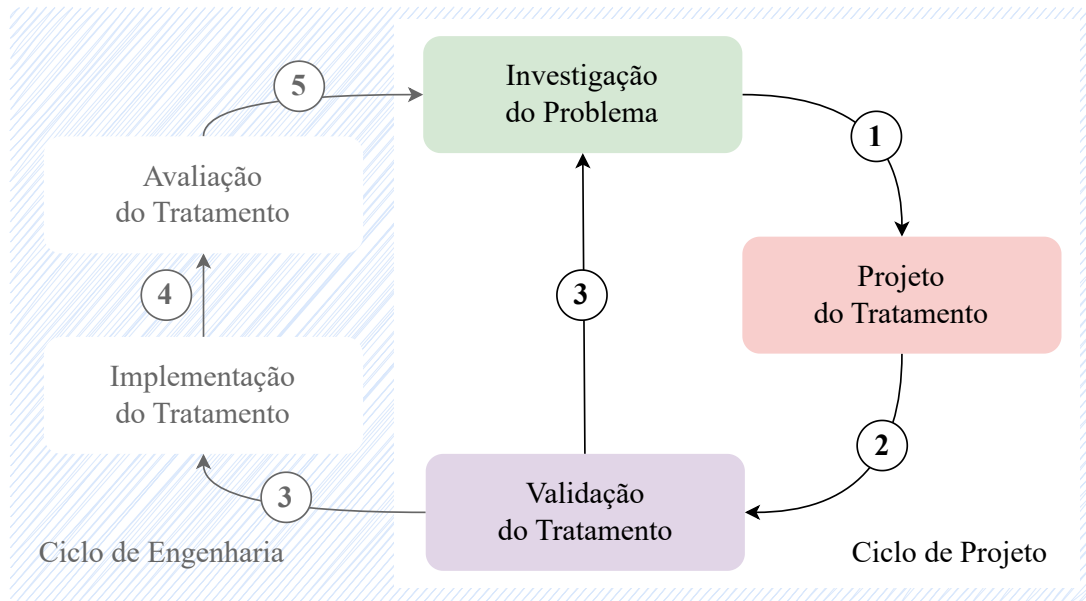 Investigação
do Problema
1
Projeto
do Tratamento
2
Validação
do Tratamento
3
3
Implementação
do Tratamento
4
Avaliação
do Tratamento
5
Ciclo de Engenharia
Ciclo de Projeto